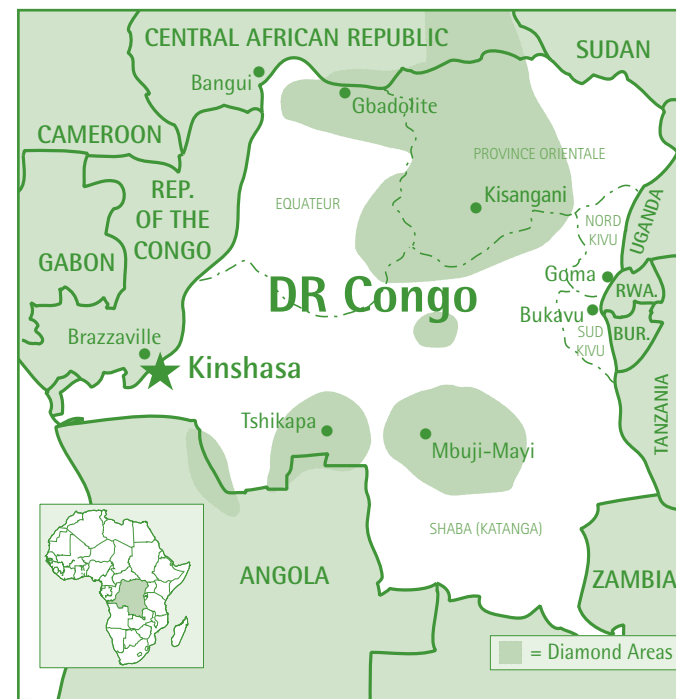 CENTRAL AFRICAN REPUBLIC
SUDAN
Bangui
Gbadolite
CAMEROON
PROVINCE ORIENTALE
REP.
OF THE
CONGO
EQUATEUR
Kisangani
NORD
KIVU
UGANDA
GABON
Goma
RWA.
DR Congo
Bukavu
SUD
KIVU
BUR.
Brazzaville
Kinshasa
TANZANIA
Tshikapa
Mbuji-Mayi
SHABA (KATANGA)
ANGOLA
ZAMBIA
= Diamond Areas